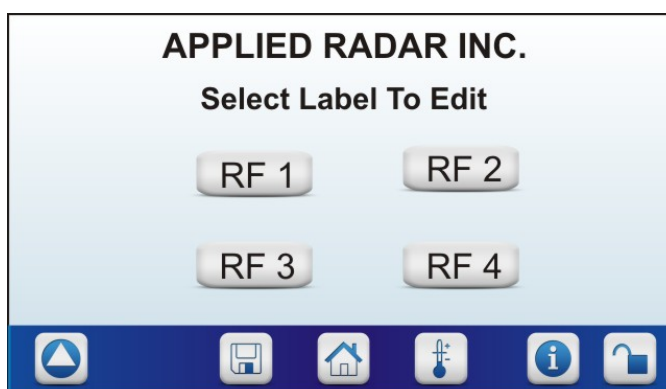 APPLIED RADAR INC.
Select Label To Edit
RF 1 RF 2
RF 3 RF 4